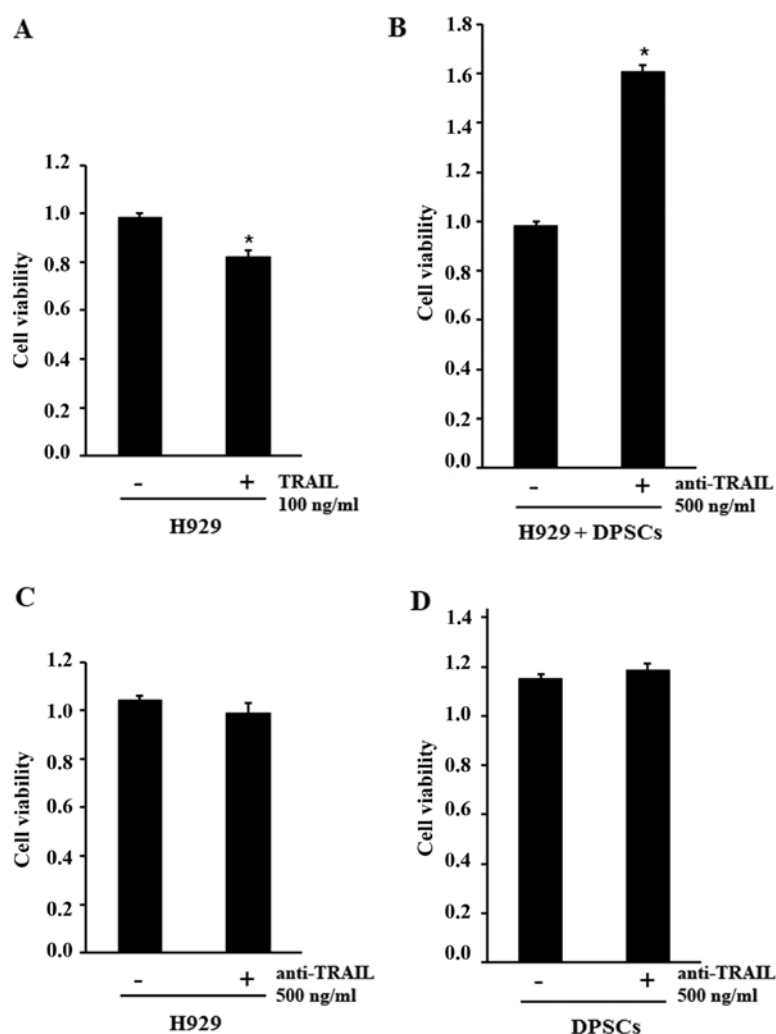 A
Cell viability
1.2
1.0
0.8
0.6
0.4
0.2
0.0
*
- + TRAIL
100 ng/ml
H929
B
Cell viability
1.8
1.6
1.4
1.2
1.0
0.8
0.6
0.4
0.2
0.0
*
- + anti-TRAIL
500 ng/ml
H929 + DPSCs
C
Cell viability
1.2
1.0
0.8
0.6
0.4
0.2
0.0
- + anti-TRAIL
500 ng/ml
H929
D
Cell viability
1.4
1.2
1.0
0.8
0.6
0.4
0.2
0.0
- + anti-TRAIL
500 ng/ml
DPSCs